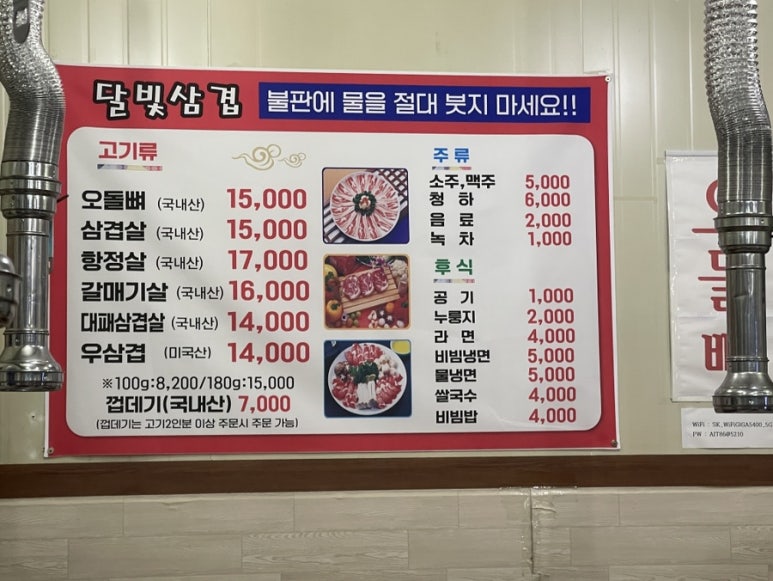 달빛삼겹 불판에 물을 절대 붓지 마세요!!
고기류
오돌뼈 (국내산) 15,000
삼겹살 (국내산) 15,000
항정살 (국내산) 17,000
갈매기살 (국내산) 16,000
대패삼겹살 (국내산) 14,000
우삼겹 (미국산) 14,000
※100g:8,200/180g:15,000
껍데기(국내산) 7,000
(껍데기는 고기2인분 이상 주문시 주문 가능)
주류
소주,맥주 5,000
청하 6,000
음료 2,000
녹차 1,000
후식
공기 1,000
누룽지 2,000
라면 4,000
비빔냉면 5,000
물냉면 5,000
쌀국수 4,000
비빔밥 4,000
WiFi : SK_WiFiGIGA5400_5G
PW : AJT86@5210